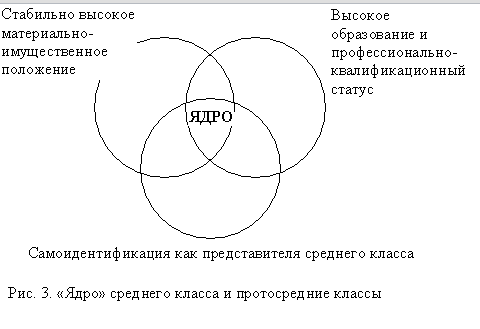 Стабильно высокое
материально-
имущественное
положение
Высокое
образование и
профессионально-
квалификационный
статус
ЯДРО
Самоидентификация как представителя среднего класса
Рис. 3. «Ядро» среднего класса и протосредние классы